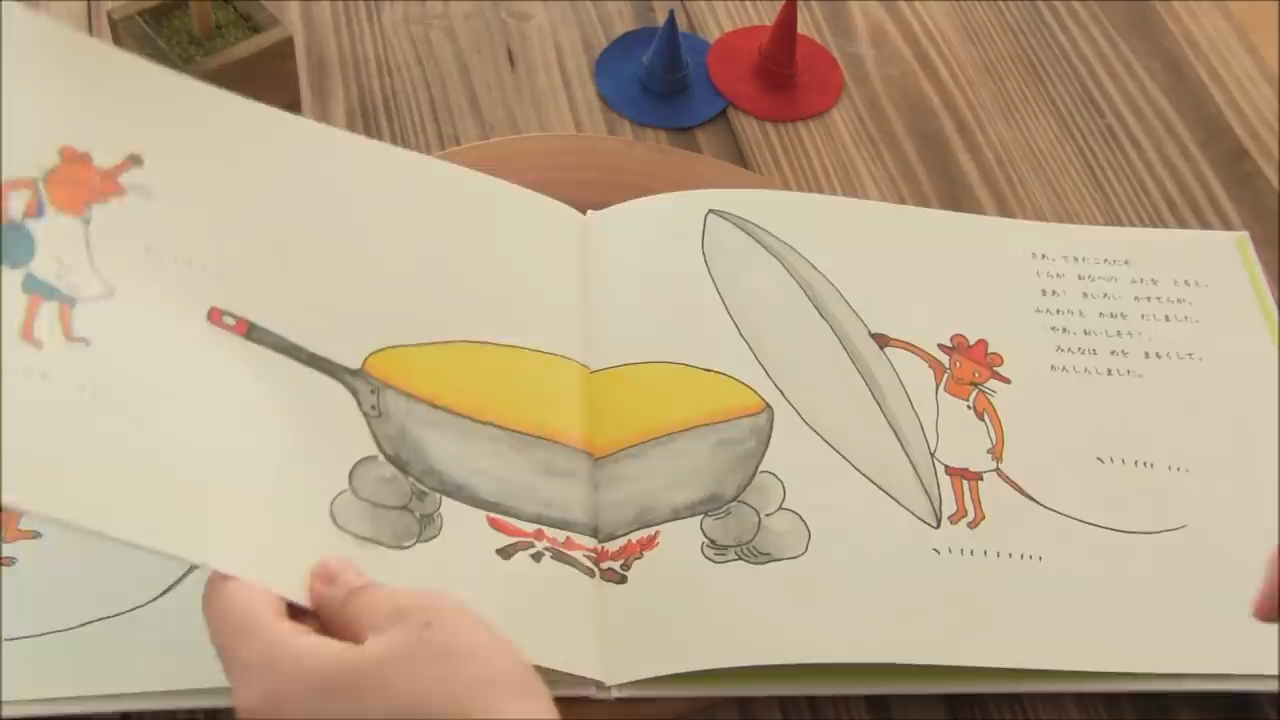 「さあ、できたころだぞ」
ぐらが おなべの ふたを とると、
まあ！ きいろい かすてらが、
ふんわりと かおを だしました。
「やあ、おいしそう！」
みんなは めを まるくして、
かんしんしました。